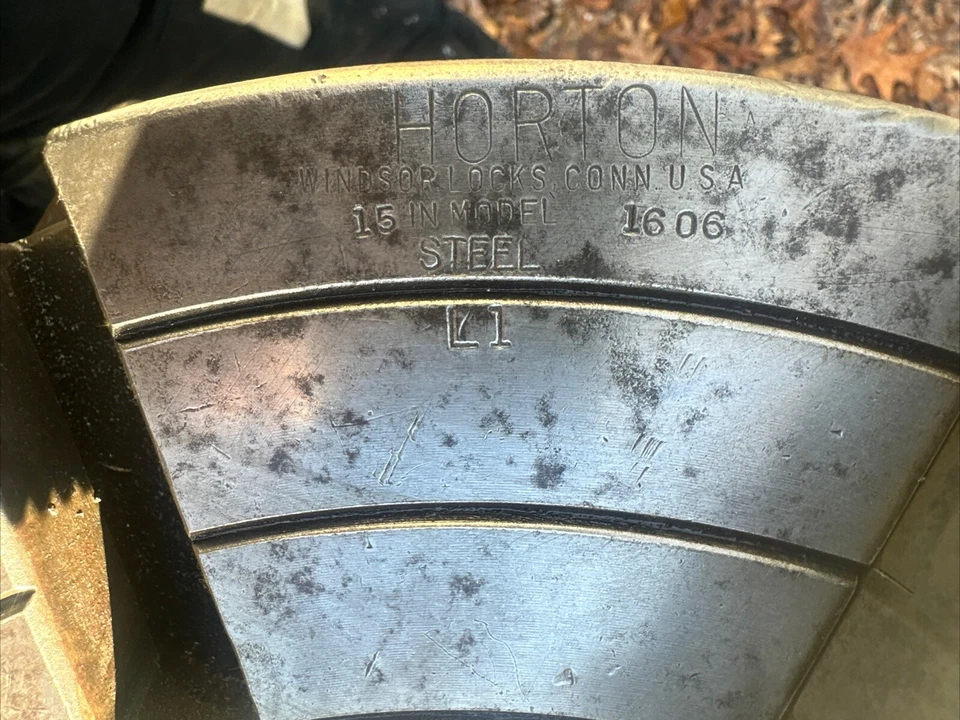 HORTON
WINDSOR LOCKS, CONN. U.S.A
15 IN MODEL 1606
STEEL
L1